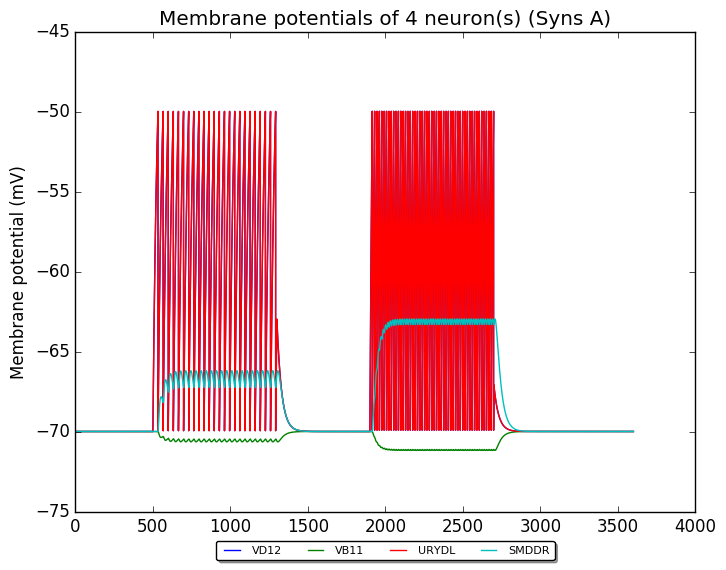 Membrane potentials of 4 neuron(s) (Syns A)
Membrane potential (mV)
−45
−50
−55
−60
−65
−70
−75
0 500 1000 1500 2000 2500 3000 3500 4000
VD12 VB11 URYDL SMDDR